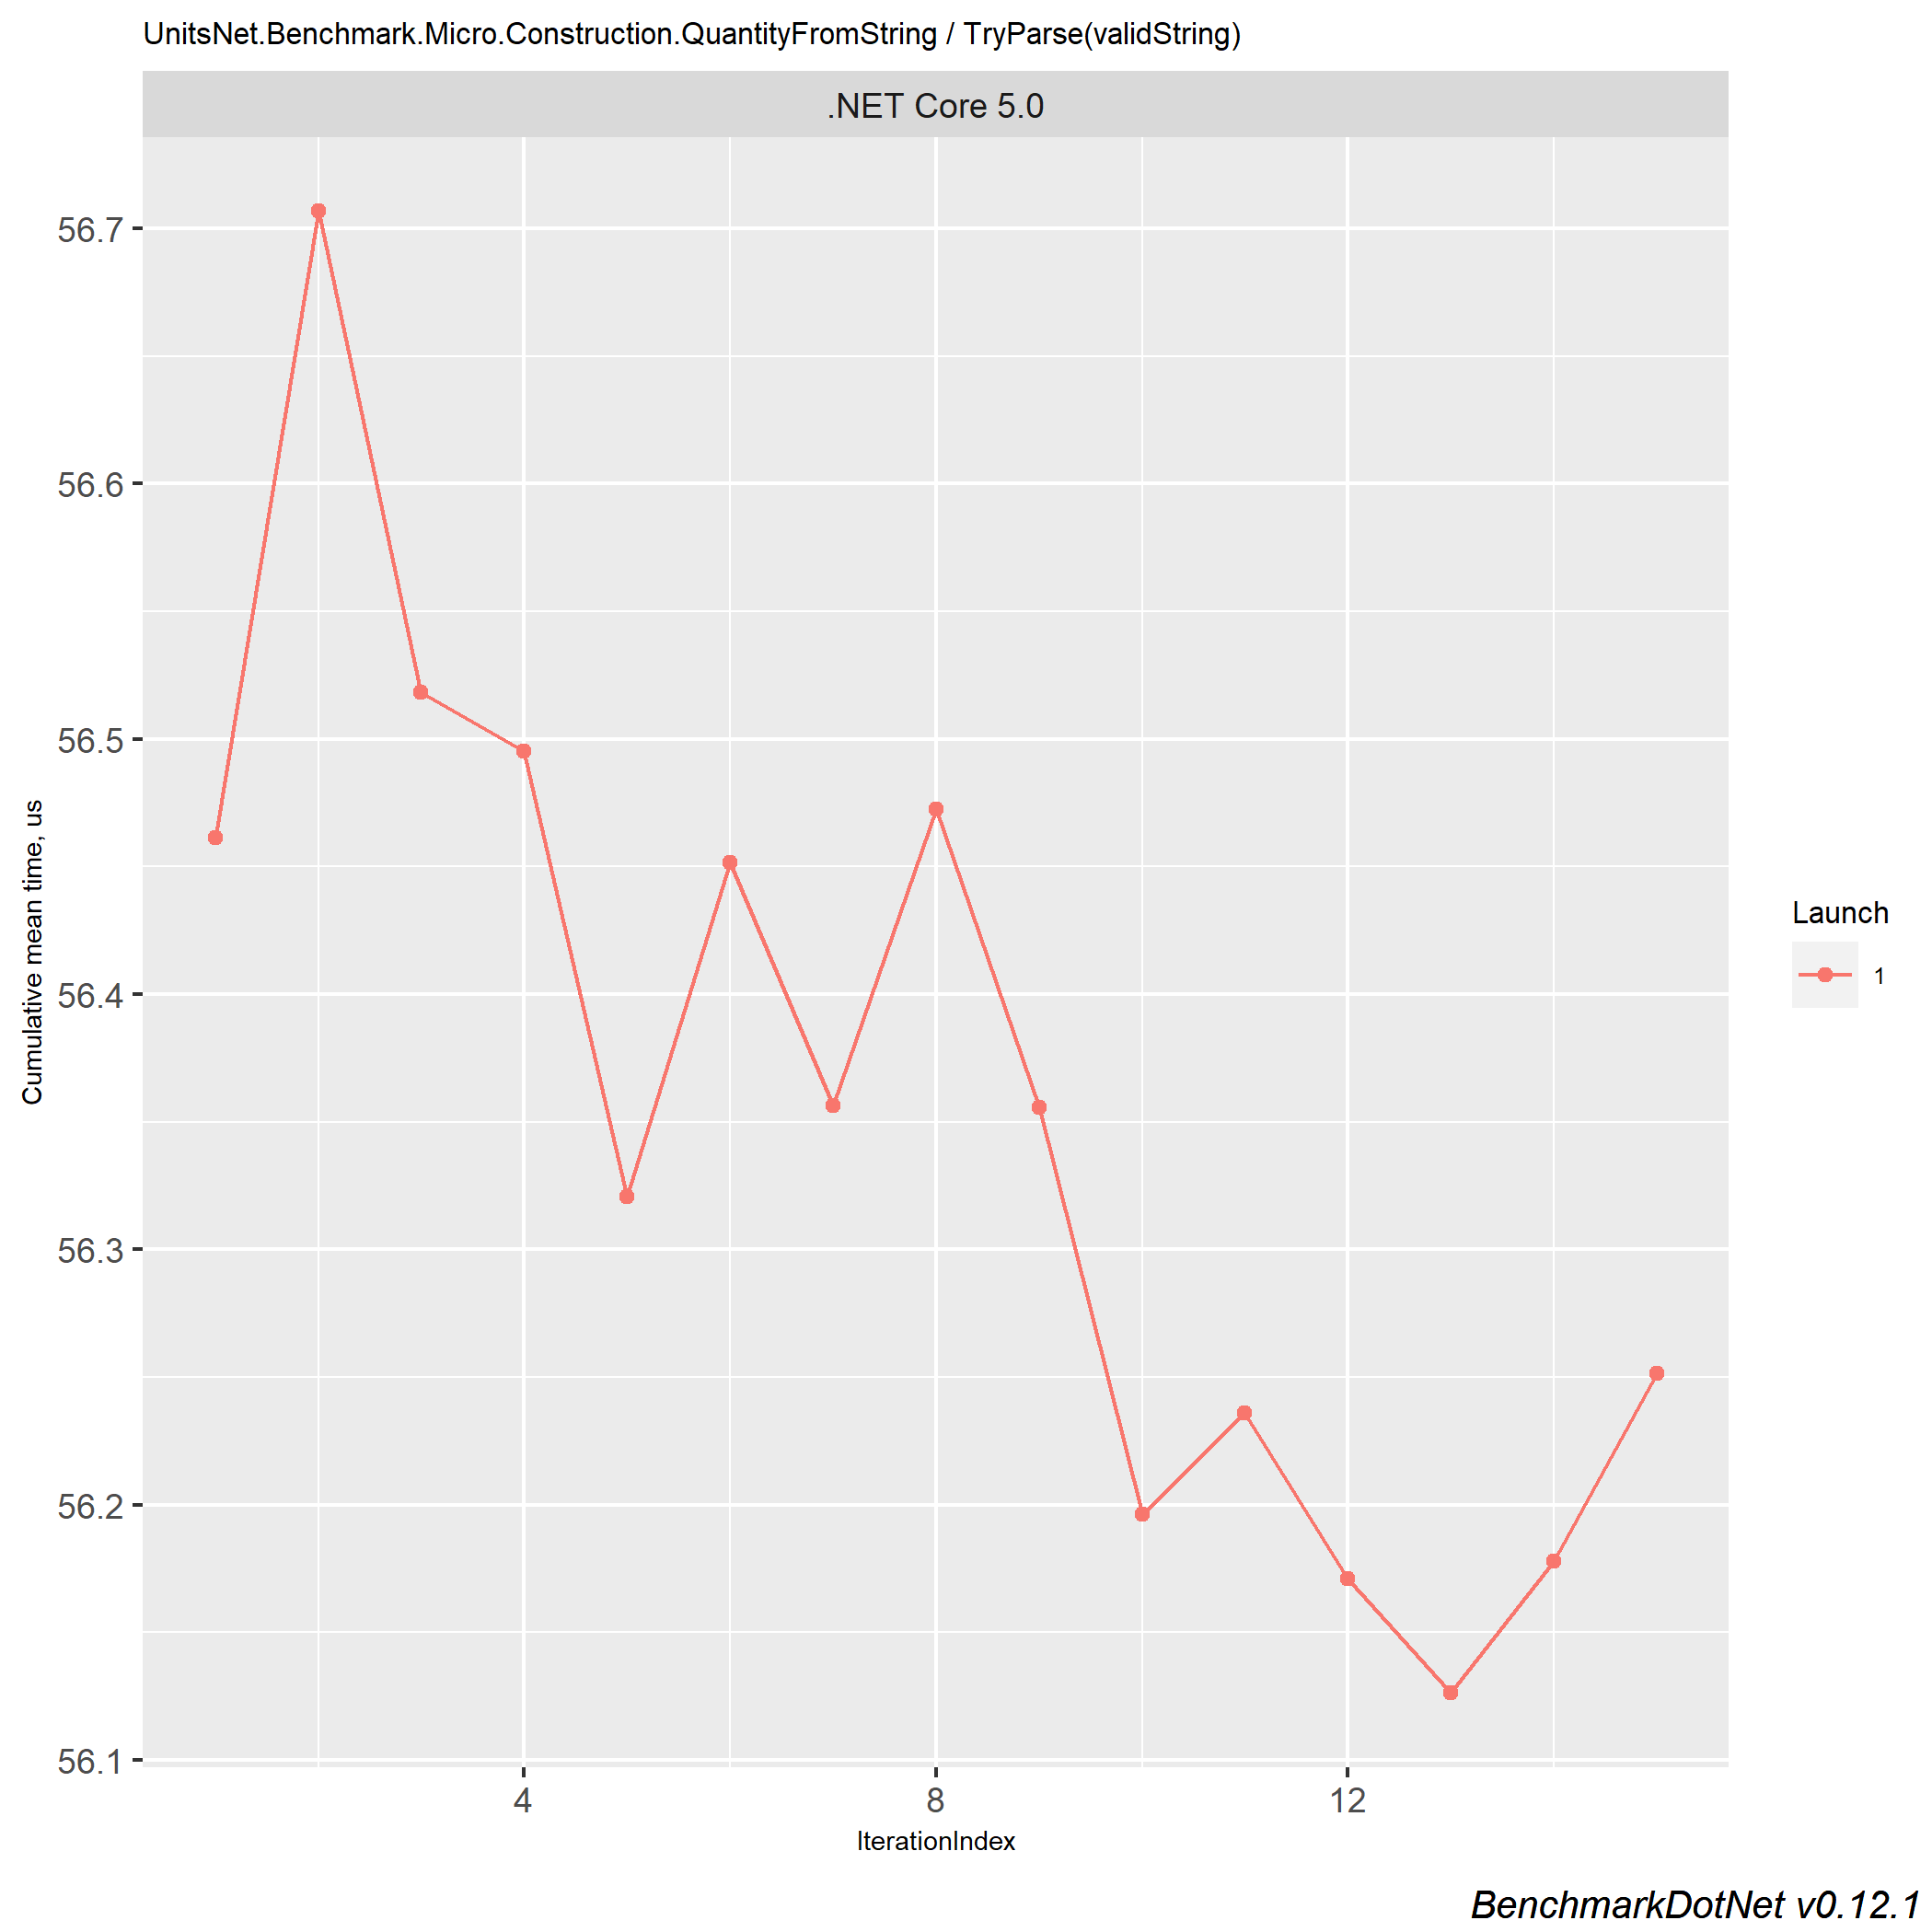 UnitsNet.Benchmark.Micro.Construction.QuantityFromString / TryParse(validString)
.NET Core 5.0
56.7
56.6
56.5
56.4
56.3
56.2
56.1
Cumulative mean time, us
4
8
12
IterationIndex
Launch
1
BenchmarkDotNet v0.12.1